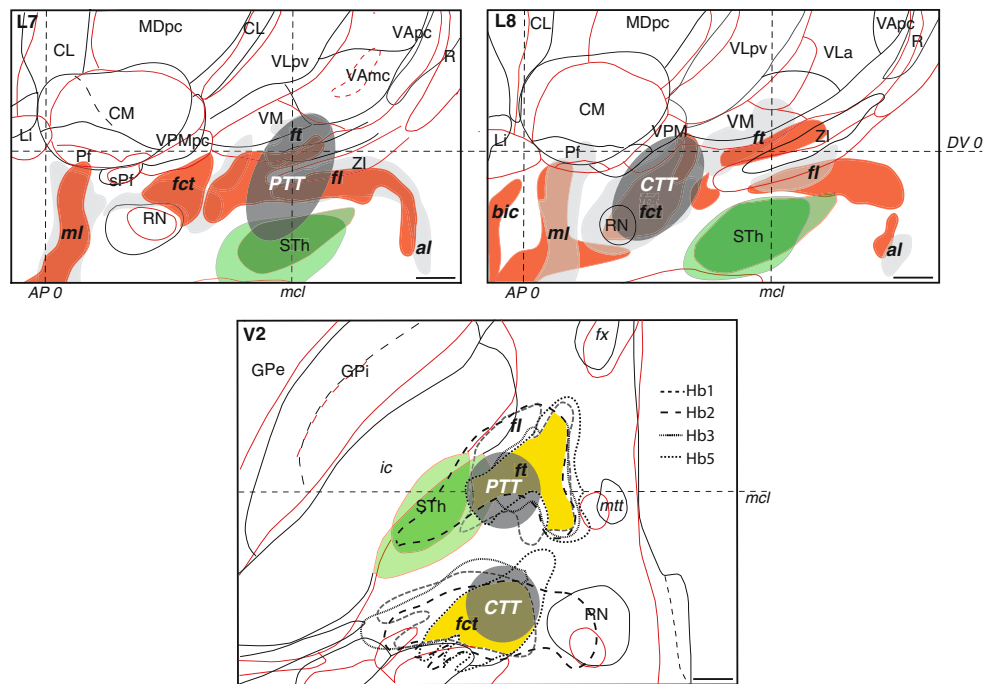 L7
MDpc
CL
CL
VApc
VLpv
VAmc
R
CM
Li
VM
ft
VPMpc
Pf
ZI
sPf
fct
PTT
fl
RN
ml
STh
al
AP 0
mcl
L8
CL
MDpc
VApc
VLpv
VLa
R
CM
VM
VPM
ft
ZI
Li
Pf
DV 0
CTT
fl
fct
bic
ml
RN
STh
al
AP 0
mcl
V2
fx
GPe
GPi
Hb1
Hb2
fl
Hb3
Hb5
ic
ft
PTT
STh
mcl
mtt
CTT
fct
RN